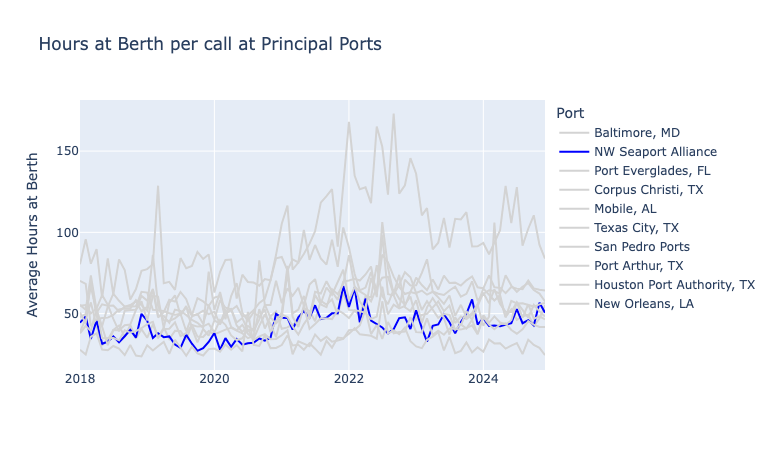 Hours at Berth per call at Principal Ports
Average Hours at Berth
150
100
50
2018
2020
2022
2024
Port
Baltimore, MD
NW Seaport Alliance
Port Everglades, FL
Corpus Christi, TX
Mobile, AL
Texas City, TX
San Pedro Ports
Port Arthur, TX
Houston Port Authority, TX
New Orleans, LA